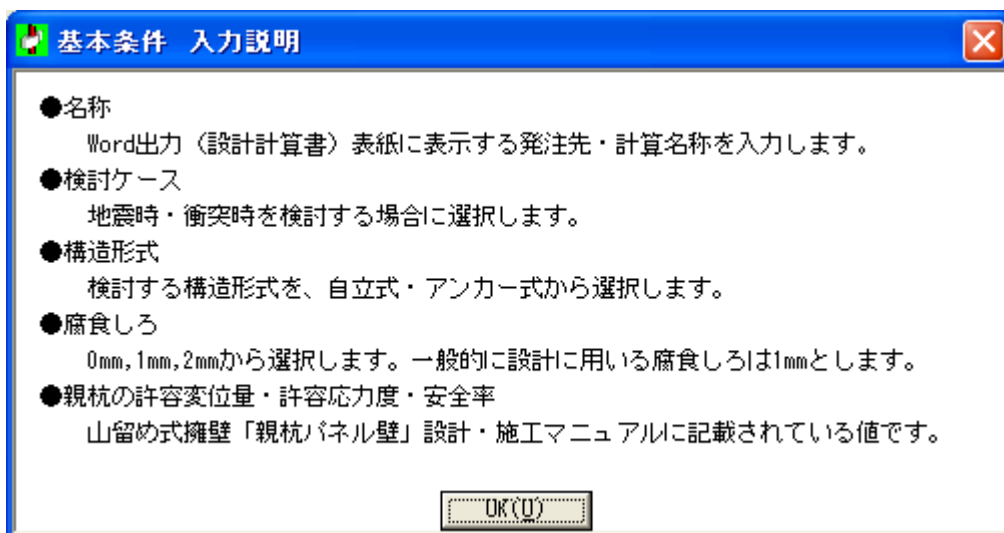 基本条件 入力説明
●名称
Word出力（設計計算書）表紙に表示する発注先・計算名称を入力します。
●検討ケース
地震時・衝突時を検討する場合に選択します。
●構造形式
検討する構造形式を、自立式・アンカー式から選択します。
●腐食しろ
0mm,1mm,2mmから選択します。一般的に設計に用いる腐食しろは1mmとします。
●親杭の許容変位量・許容応力度・安全率
山留め式擁壁「親杭パネル壁」設計・施工マニュアルに記載されている値です。
OK(U)